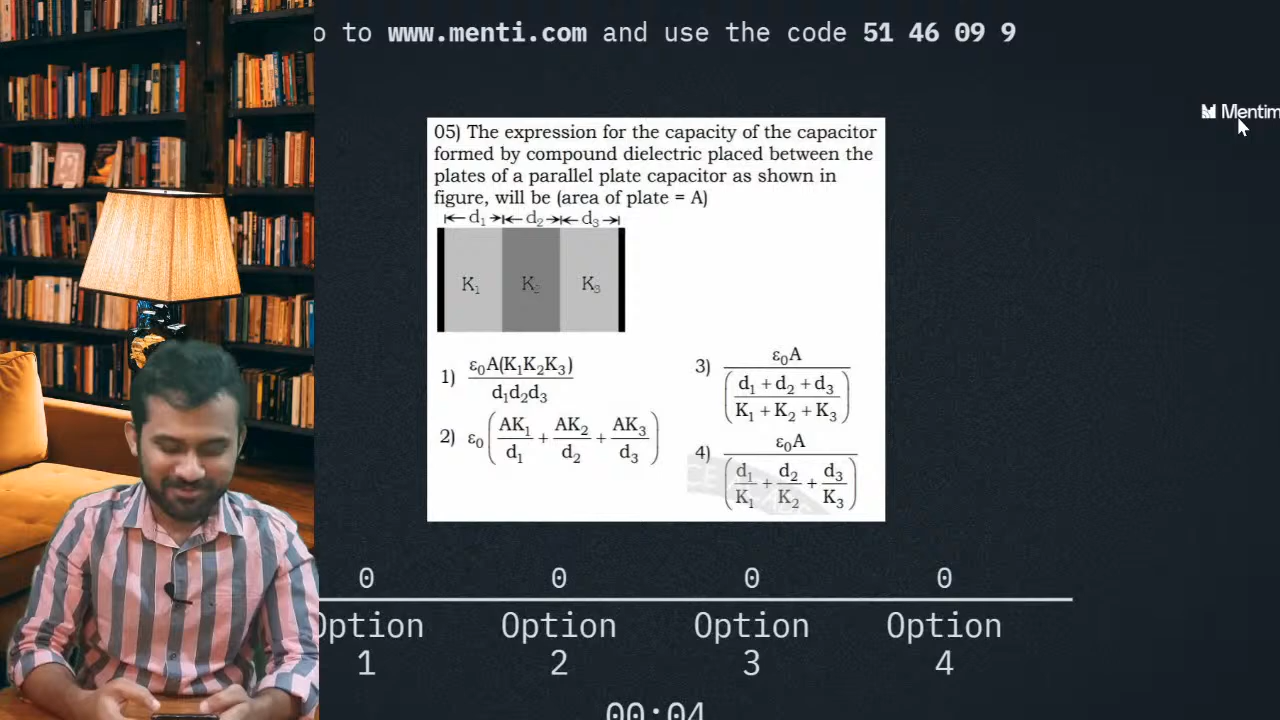 o to www.menti.com and use the code 51 46 09 9
Mentim
05) The expression for the capacity of the capacitor
formed by compound dielectric placed between the
plates of a parallel plate capacitor as shown in
figure, will be (area of plate = A)
d₁ d₂ d₃
K₁ K₂ K₃
1) ε₀A(K₁K₂K₃) / d₁d₂d₃
2) ε₀ (AK₁/d₁ + AK₂/d₂ + AK₃/d₃)
3) ε₀A / ((d₁ + d₂ + d₃) / (K₁ + K₂ + K₃))
4) ε₀A / (d₁/K₁ + d₂/K₂ + d₃/K₃)
0 0 0 0
Option Option Option Option
1 2 3 4
00:04